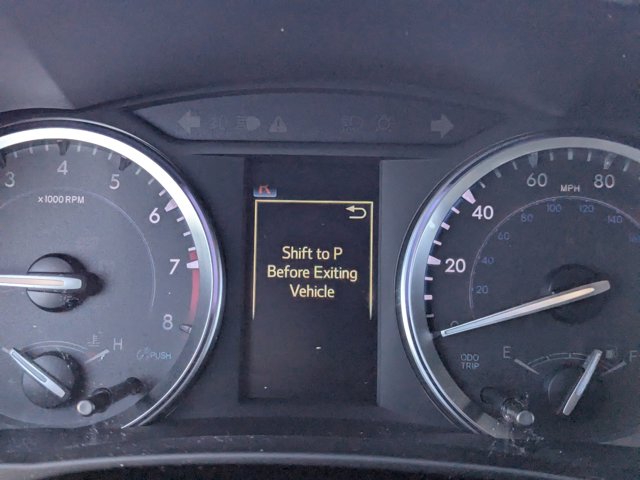 3 4 5 6 7 8
x1000 RPM
H
PUSH
R
Shift to P
Before Exiting
Vehicle
20 40 60 80
MPH
20 40 60 80 100 120 140
ODO
TRIP
E F